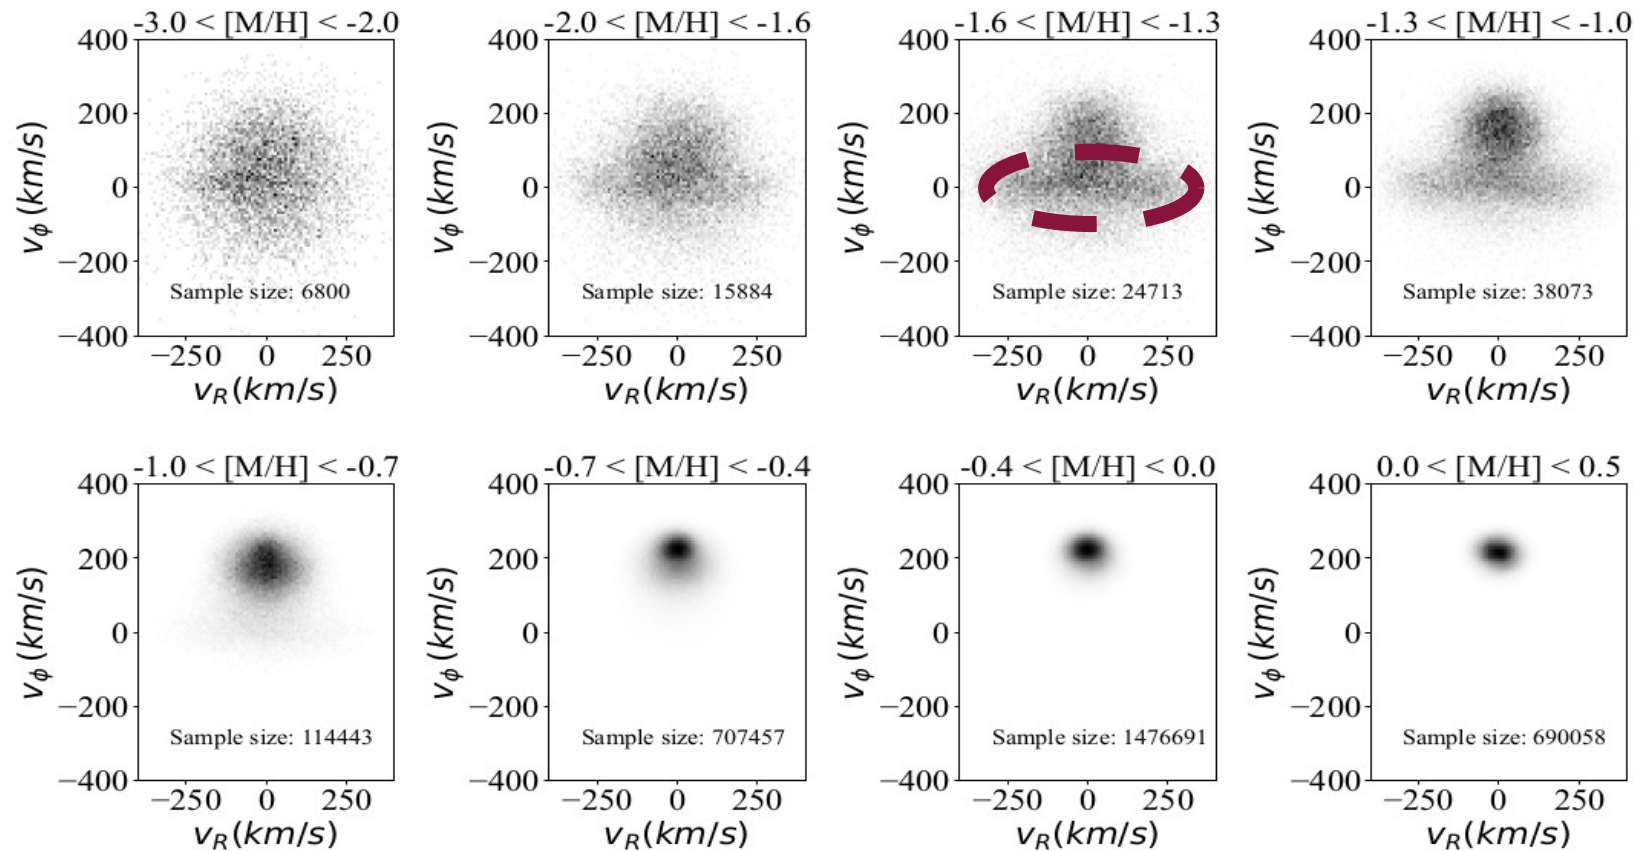 -3.0 < [M/H] < -2.0
400
200
0
−200
−400
v_ϕ (km/s)
Sample size: 6800
−250 0 250
v_R(km/s)
-2.0 < [M/H] < -1.6
400
200
0
−200
−400
v_ϕ (km/s)
Sample size: 15884
−250 0 250
v_R(km/s)
-1.6 < [M/H] < -1.3
400
200
0
−200
−400
v_ϕ (km/s)
Sample size: 24713
−250 0 250
v_R(km/s)
-1.3 < [M/H] < -1.0
400
200
0
−200
−400
v_ϕ (km/s)
Sample size: 38073
−250 0 250
v_R(km/s)
-1.0 < [M/H] < -0.7
400
200
0
−200
−400
v_ϕ (km/s)
Sample size: 114443
−250 0 250
v_R(km/s)
-0.7 < [M/H] < -0.4
400
200
0
−200
−400
v_ϕ (km/s)
Sample size: 707457
−250 0 250
v_R(km/s)
-0.4 < [M/H] < 0.0
400
200
0
−200
−400
v_ϕ (km/s)
Sample size: 1476691
−250 0 250
v_R(km/s)
0.0 < [M/H] < 0.5
400
200
0
−200
−400
v_ϕ (km/s)
Sample size: 690058
−250 0 250
v_R(km/s)